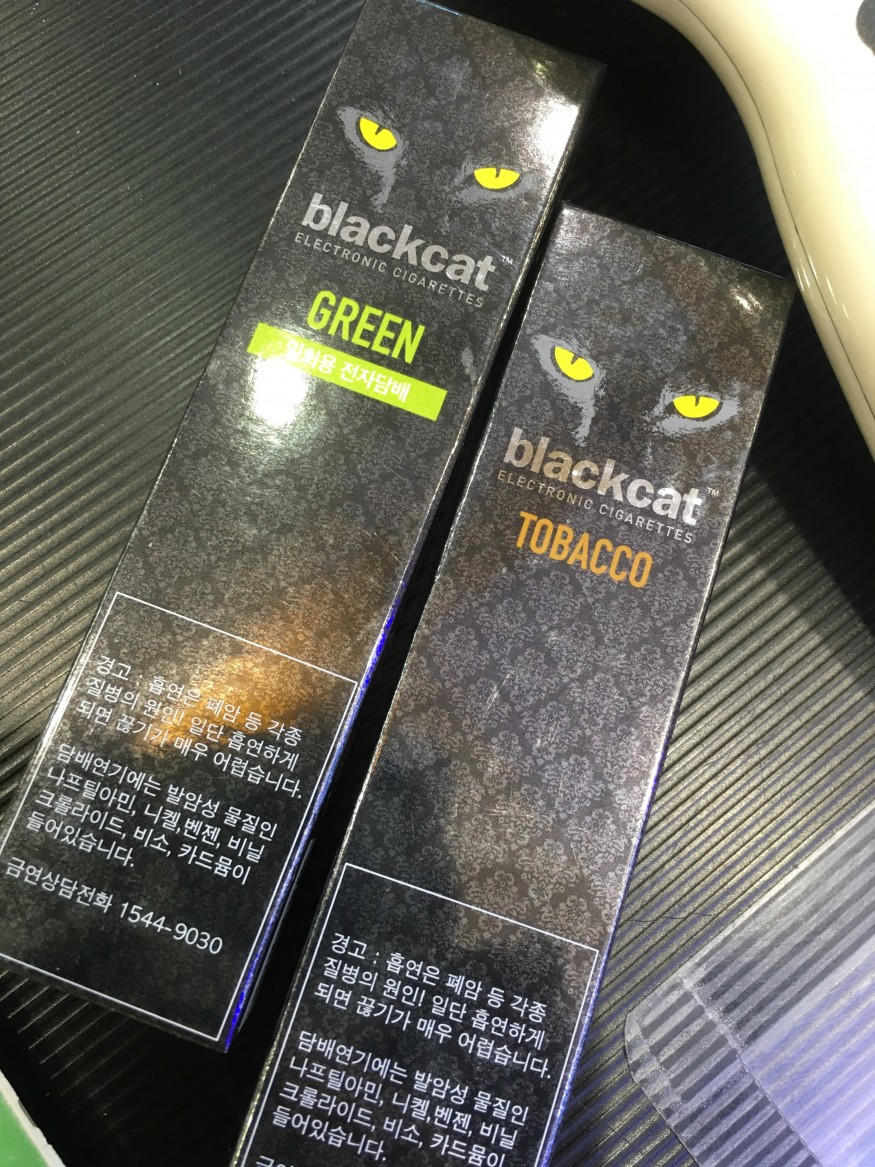 blackcat™
ELECTRONIC CIGARETTES
GREEN
일회용 전자담배
경고 : 흡연은 폐암 등 각종
질병의 원인! 일단 흡연하게
되면 끊기가 매우 어렵습니다.
담배연기에는 발암성 물질인
나프틸아민, 니켈,벤젠, 비닐
크롤라이드, 비소, 카드뮴이
들어있습니다.
금연상담전화 1544-9030
blackcat™
ELECTRONIC CIGARETTES
TOBACCO
경고 : 흡연은 폐암 등 각종
질병의 원인! 일단 흡연하게
되면 끊기가 매우 어렵습니다.
담배연기에는 발암성 물질인
나프틸아민, 니켈,벤젠, 비닐
크롤라이드, 비소, 카드뮴이
들어있습니다.